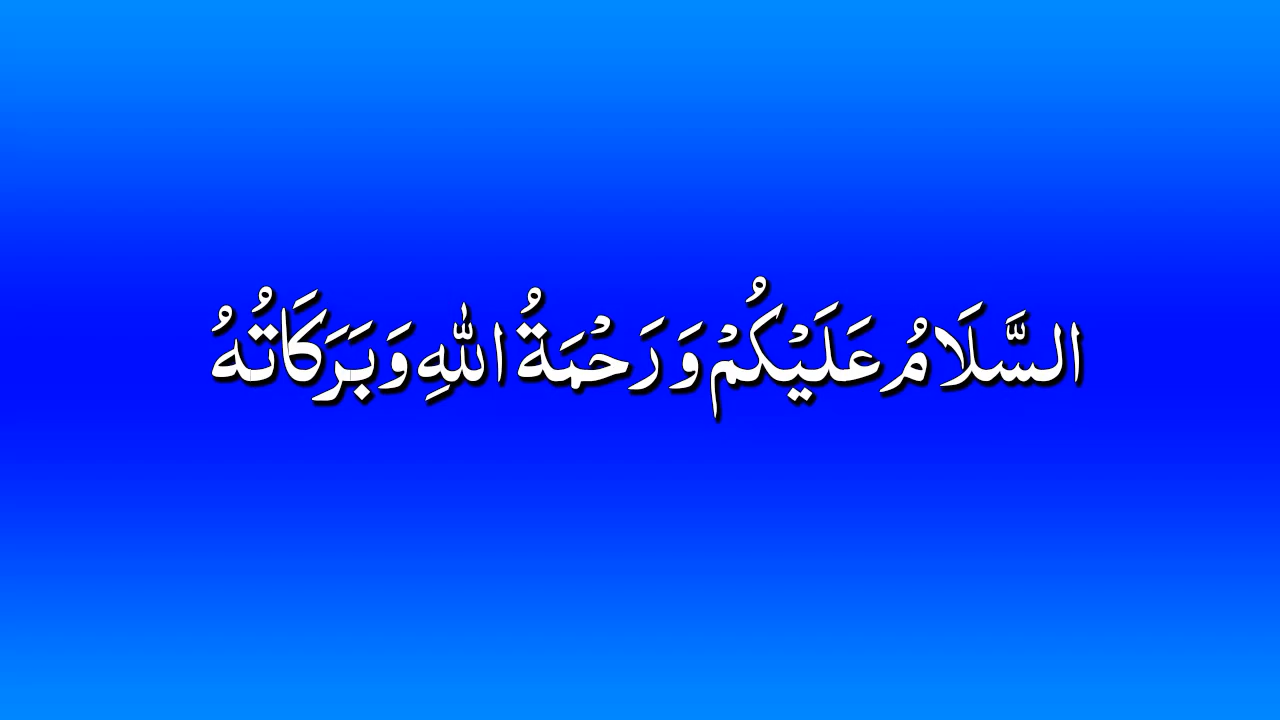 السَّلَامُ عَلَيْكُمْ وَرَحْمَةُ اللهِ وَبَرَكَاتُهُ